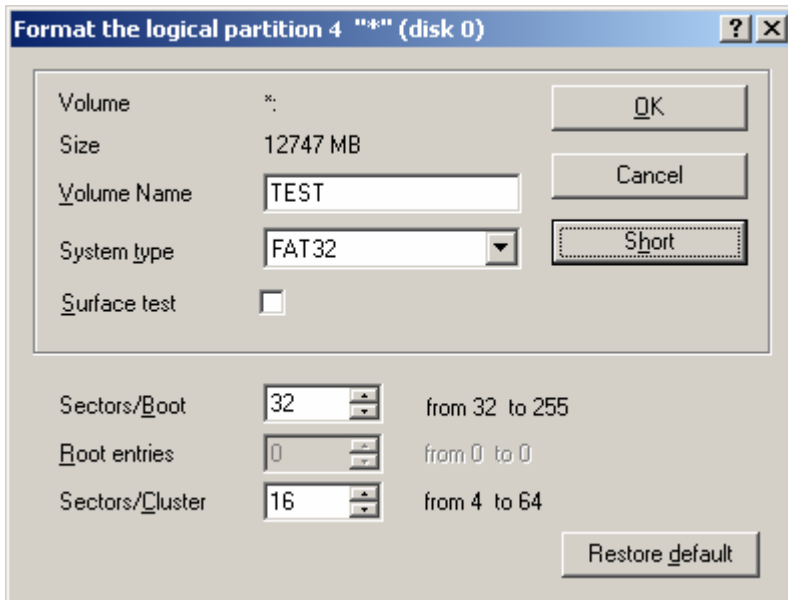 Format the logical partition 4 "*" (disk 0)
Volume *: OK
Size 12747 MB
Volume Name TEST Cancel
System type FAT32 Short
Surface test
Sectors/Boot 32 from 32 to 255
Root entries 0 from 0 to 0
Sectors/Cluster 16 from 4 to 64
Restore default